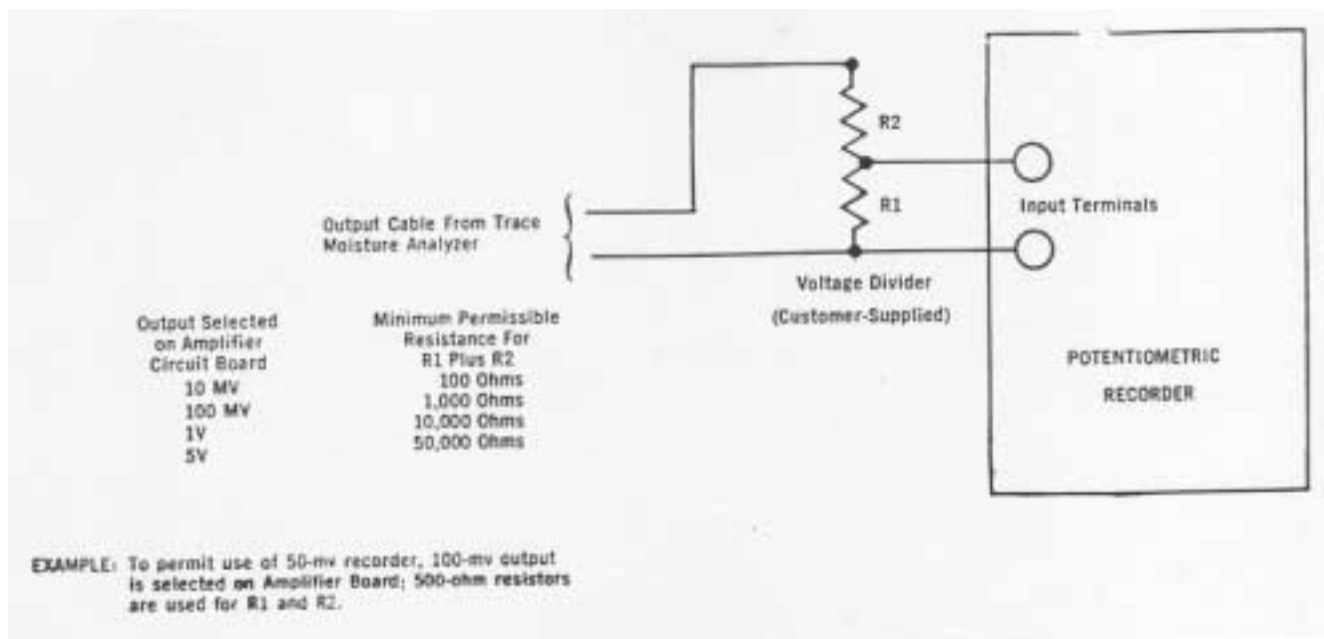 R2
R1
Input Terminals
Output Cable From Trace
Moisture Analyzer
Voltage Divider
(Customer-Supplied)
POTENTIOMETRIC
RECORDER
Output Selected
on Amplifier
Circuit Board
10 MV
100 MV
1V
5V
Minimum Permissible
Resistance For
R1 Plus R2
100 Ohms
1,000 Ohms
10,000 Ohms
50,000 Ohms
EXAMPLE: To permit use of 50-mv recorder, 100-mv output
is selected on Amplifier Board; 500-ohm resistors
are used for R1 and R2.